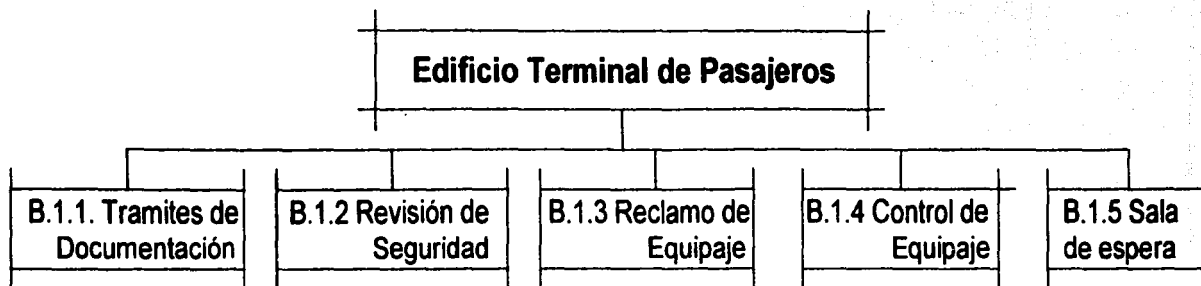 Edificio Terminal de Pasajeros
B.1.1. Tramites de
Documentación
B.1.2 Revisión de
Seguridad
B.1.3 Reclamo de
Equipaje
B.1.4 Control de
Equipaje
B.1.5 Sala
de espera